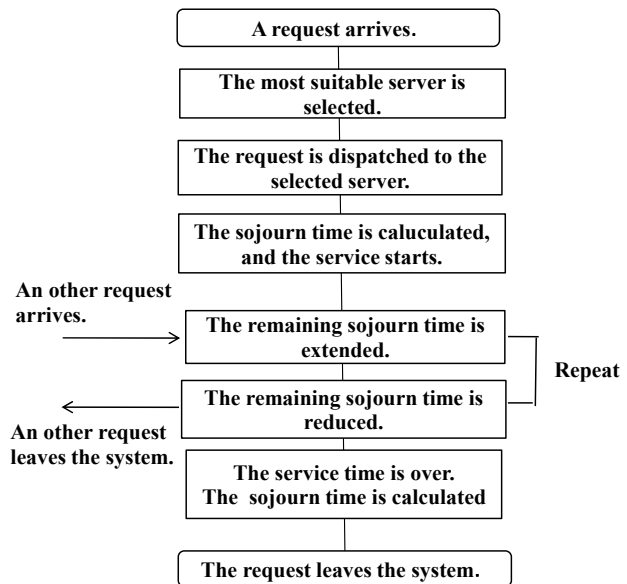 A request arrives.
The most suitable server is
selected.
The request is dispatched to the
selected server.
The sojourn time is caluculated,
and the service starts.
An other request
arrives.
The remaining sojourn time is
extended.
Repeat
The remaining sojourn time is
reduced.
An other request
leaves the system.
The service time is over.
The  sojourn time is calculated
The request leaves the system.